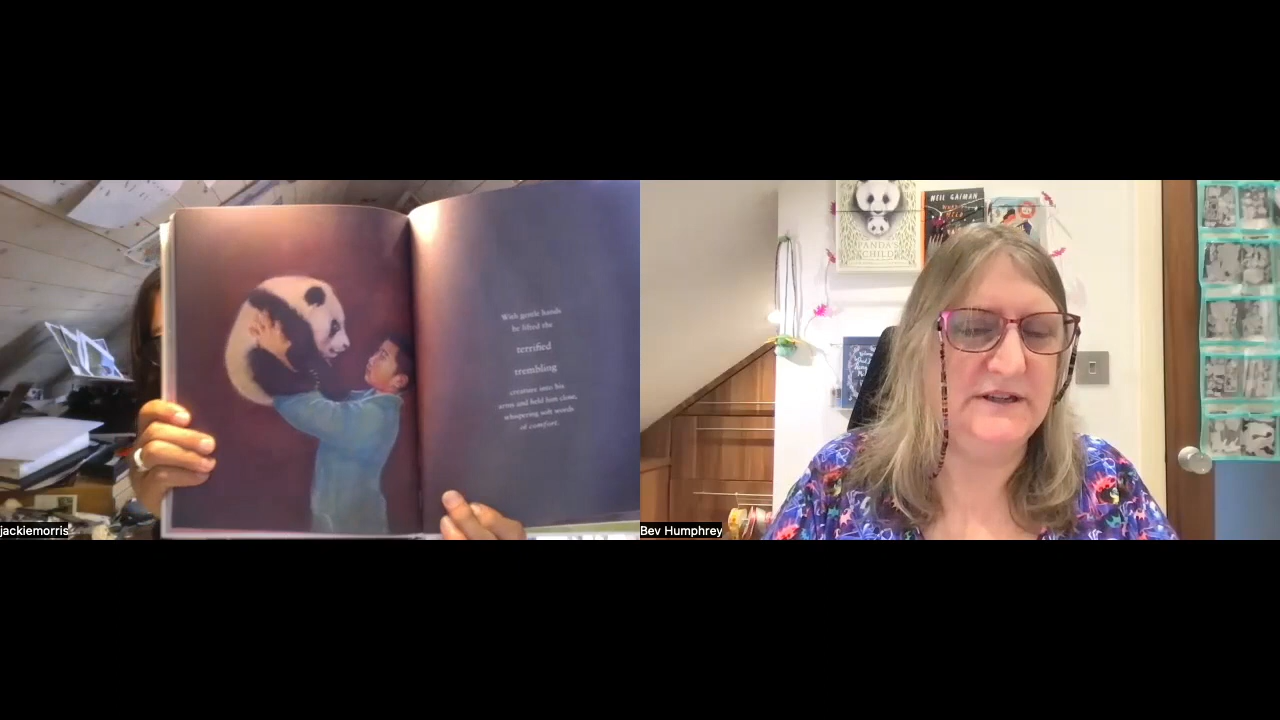 With gentle hands
he lifted the
terrified
trembling
creature into his
arms and held him close,
whispering soft words
of comfort.
jackiemorris
PANDA'S
CHILD
NEIL GAIMAN
Bev Humphrey